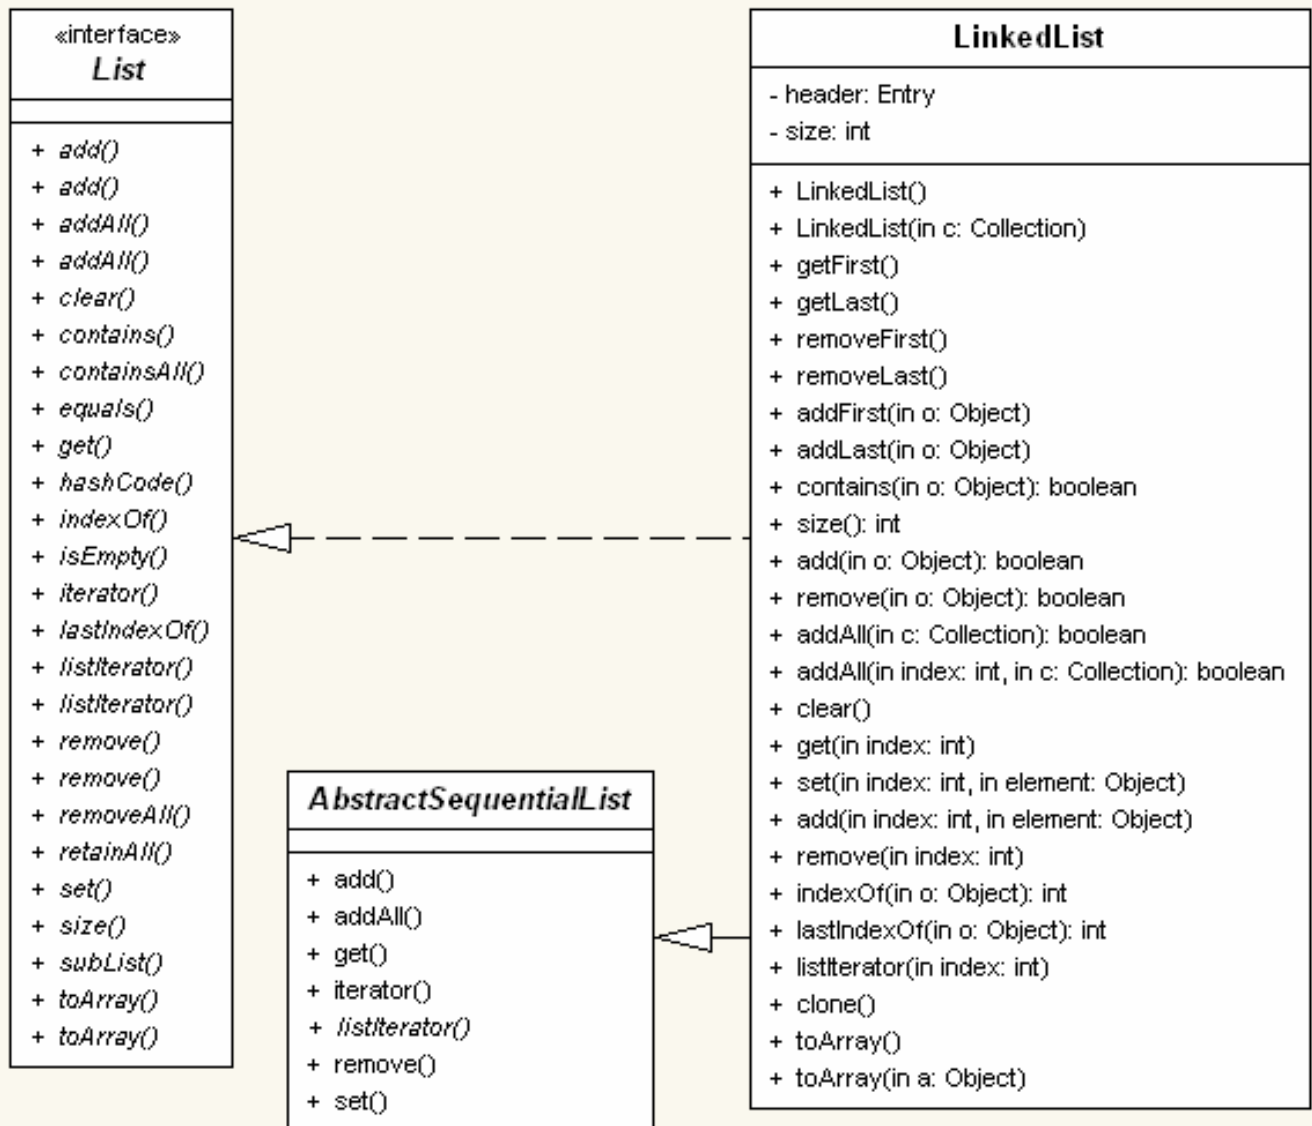 «interface»
List
+ add()
+ add()
+ addAll()
+ addAll()
+ clear()
+ contains()
+ containsAll()
+ equals()
+ get()
+ hashCode()
+ indexOf()
+ isEmpty()
+ iterator()
+ lastIndexOf()
+ listIterator()
+ listIterator()
+ remove()
+ remove()
+ removeAll()
+ retainAll()
+ set()
+ size()
+ subList()
+ toArray()
+ toArray()
AbstractSequentialList
+ add()
+ addAll()
+ get()
+ iterator()
+ listIterator()
+ remove()
+ set()
LinkedList
- header: Entry
- size: int
+ LinkedList()
+ LinkedList(in c: Collection)
+ getFirst()
+ getLast()
+ removeFirst()
+ removeLast()
+ addFirst(in o: Object)
+ addLast(in o: Object)
+ contains(in o: Object): boolean
+ size(): int
+ add(in o: Object): boolean
+ remove(in o: Object): boolean
+ addAll(in c: Collection): boolean
+ addAll(in index: int, in c: Collection): boolean
+ clear()
+ get(in index: int)
+ set(in index: int, in element: Object)
+ add(in index: int, in element: Object)
+ remove(in index: int)
+ indexOf(in o: Object): int
+ lastIndexOf(in o: Object): int
+ listIterator(in index: int)
+ clone()
+ toArray()
+ toArray(in a: Object)